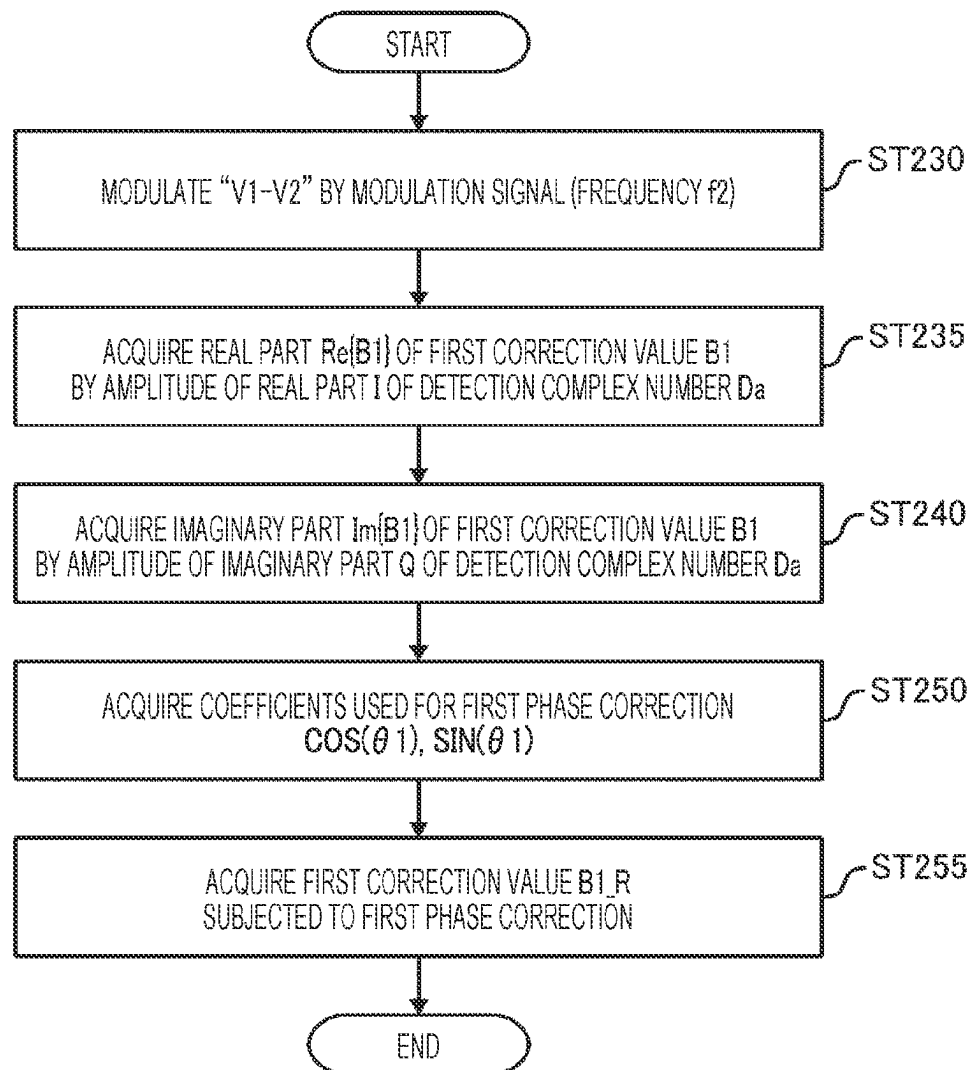 START
MODULATE “V1-V2” BY MODULATION SIGNAL (FREQUENCY f2)
ST230
ACQUIRE REAL PART Re{B1} OF FIRST CORRECTION VALUE B1
BY AMPLITUDE OF REAL PART I OF DETECTION COMPLEX NUMBER Da
ST235
ACQUIRE IMAGINARY PART Im{B1} OF FIRST CORRECTION VALUE B1
BY AMPLITUDE OF IMAGINARY PART Q OF DETECTION COMPLEX NUMBER Da
ST240
ACQUIRE COEFFICIENTS USED FOR FIRST PHASE CORRECTION
COS(θ1), SIN(θ1)
ST250
ACQUIRE FIRST CORRECTION VALUE B1_R
SUBJECTED TO FIRST PHASE CORRECTION
ST255
END